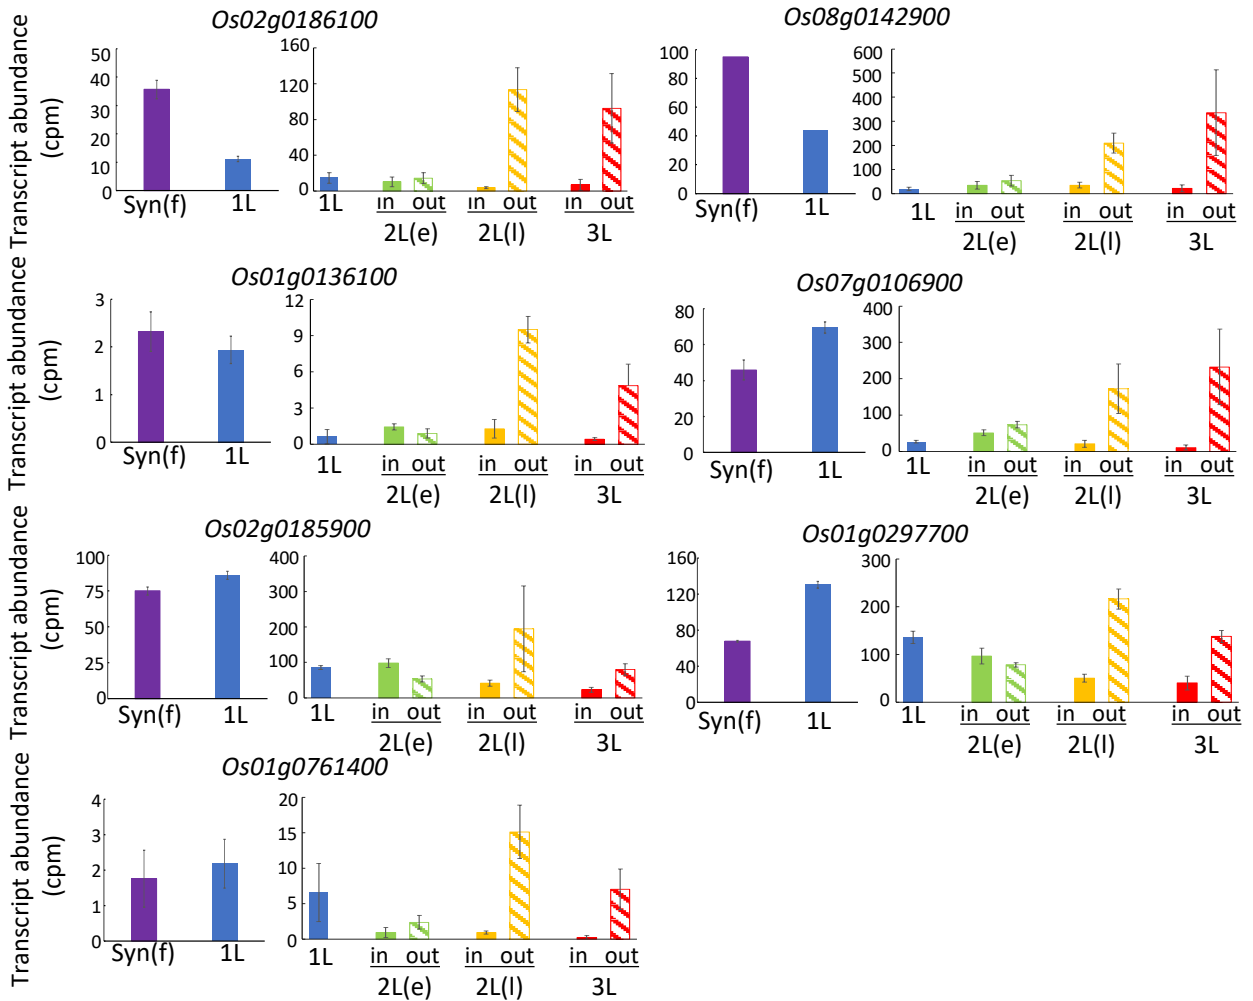 Os02g0186100
Transcript abundance
(cpm)
50
40
30
20
10
0
Syn(f) 1L
160
120
80
40
0
1L in out in out in out
2L(e) 2L(l) 3L
Os08g0142900
100
80
60
40
20
0
Syn(f) 1L
600
500
400
300
200
100
0
1L in out in out in out
2L(e) 2L(l) 3L
Os01g0136100
Transcript abundance
(cpm)
3
2
1
0
Syn(f) 1L
12
9
6
3
0
1L in out in out in out
2L(e) 2L(l) 3L
Os07g0106900
80
60
40
20
0
Syn(f) 1L
400
300
200
100
0
1L in out in out in out
2L(e) 2L(l) 3L
Os02g0185900
Transcript abundance
(cpm)
100
75
50
25
0
Syn(f) 1L
400
300
200
100
0
1L in out in out in out
2L(e) 2L(l) 3L
Os01g0297700
160
120
80
40
0
Syn(f) 1L
300
200
100
0
1L in out in out in out
2L(e) 2L(l) 3L
Os01g0761400
Transcript abundance
(cpm)
4
3
2
1
0
Syn(f) 1L
20
15
10
5
0
1L in out in out in out
2L(e) 2L(l) 3L